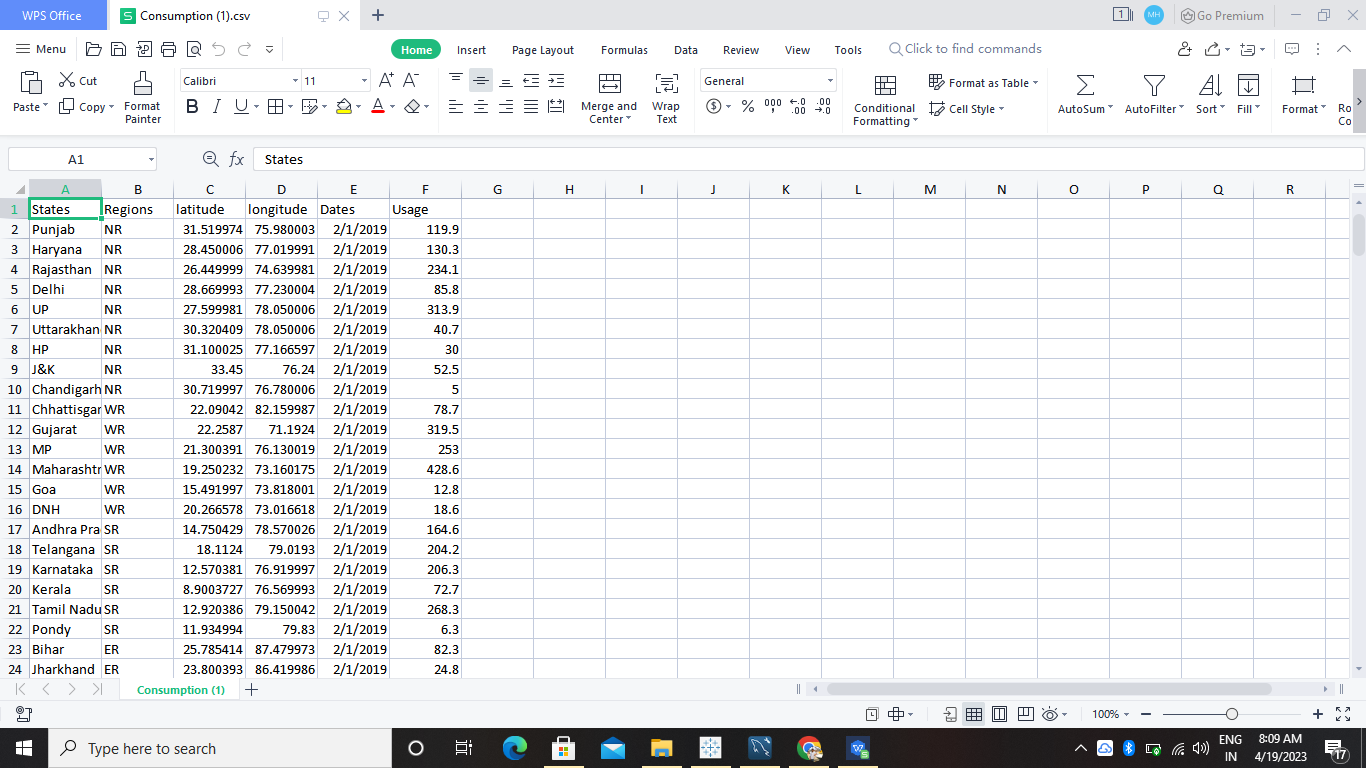 WPS Office Consumption (1).csv 1 MH Go Premium
Menu Home Insert Page Layout Formulas Data Review View Tools Click to find commands
Paste Cut Copy Format Painter
Calibri 11
B I U A
Merge and Center Wrap Text
General
Conditional Formatting Format as Table Cell Style
AutoSum AutoFilter Sort Fill Format Ro Co
A1 fx States
A B C D E F G H I J K L M N O P Q R
1 States Regions latitude longitude Dates Usage
2 Punjab NR 31.519974 75.980003 2/1/2019 119.9
3 Haryana NR 28.450006 77.019991 2/1/2019 130.3
4 Rajasthan NR 26.449999 74.639981 2/1/2019 234.1
5 Delhi NR 28.669993 77.230004 2/1/2019 85.8
6 UP NR 27.599981 78.050006 2/1/2019 313.9
7 Uttarakhan NR 30.320409 78.050006 2/1/2019 40.7
8 HP NR 31.100025 77.166597 2/1/2019 30
9 J&K NR 33.45 76.24 2/1/2019 52.5
10 Chandigarh NR 30.719997 76.780006 2/1/2019 5
11 Chhattisgar WR 22.09042 82.159987 2/1/2019 78.7
12 Gujarat WR 22.2587 71.1924 2/1/2019 319.5
13 MP WR 21.300391 76.130019 2/1/2019 253
14 Maharashtr WR 19.250232 73.160175 2/1/2019 428.6
15 Goa WR 15.491997 73.818001 2/1/2019 12.8
16 DNH WR 20.266578 73.016618 2/1/2019 18.6
17 Andhra Pra SR 14.750429 78.570026 2/1/2019 164.6
18 Telangana SR 18.1124 79.0193 2/1/2019 204.2
19 Karnataka SR 12.570381 76.919997 2/1/2019 206.3
20 Kerala SR 8.9003727 76.569993 2/1/2019 72.7
21 Tamil Nadu SR 12.920386 79.150042 2/1/2019 268.3
22 Pondy SR 11.934994 79.83 2/1/2019 6.3
23 Bihar ER 25.785414 87.479973 2/1/2019 82.3
24 Jharkhand ER 23.800393 86.419986 2/1/2019 24.8
Consumption (1)
100%
Type here to search
ENG IN
8:09 AM
4/19/2023
17